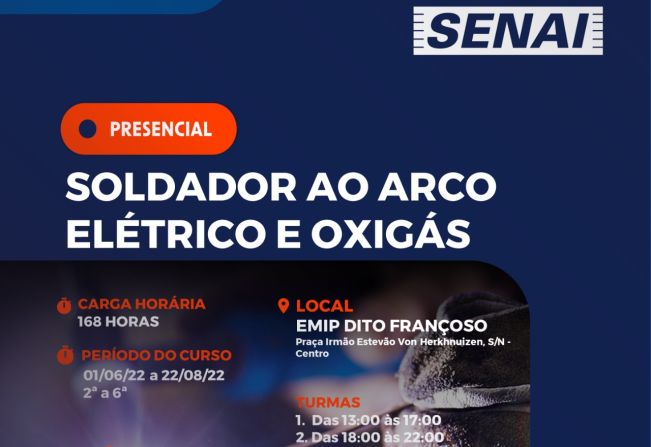 SENAI
PRESENCIAL
SOLDADOR AO ARCO
ELÉTRICO E OXIGÁS
CARGA HORÁRIA
168 HORAS
PERÍODO DO CURSO
01/06/22 a 22/08/22
2ª a 6ª
LOCAL
EMIP DITO FRANÇOSO
Praça Irmão Estevão Von Herkhnuizen, S/N -
Centro
TURMAS
1. Das 13:00 às 17:00
2. Das 18:00 às 22:00